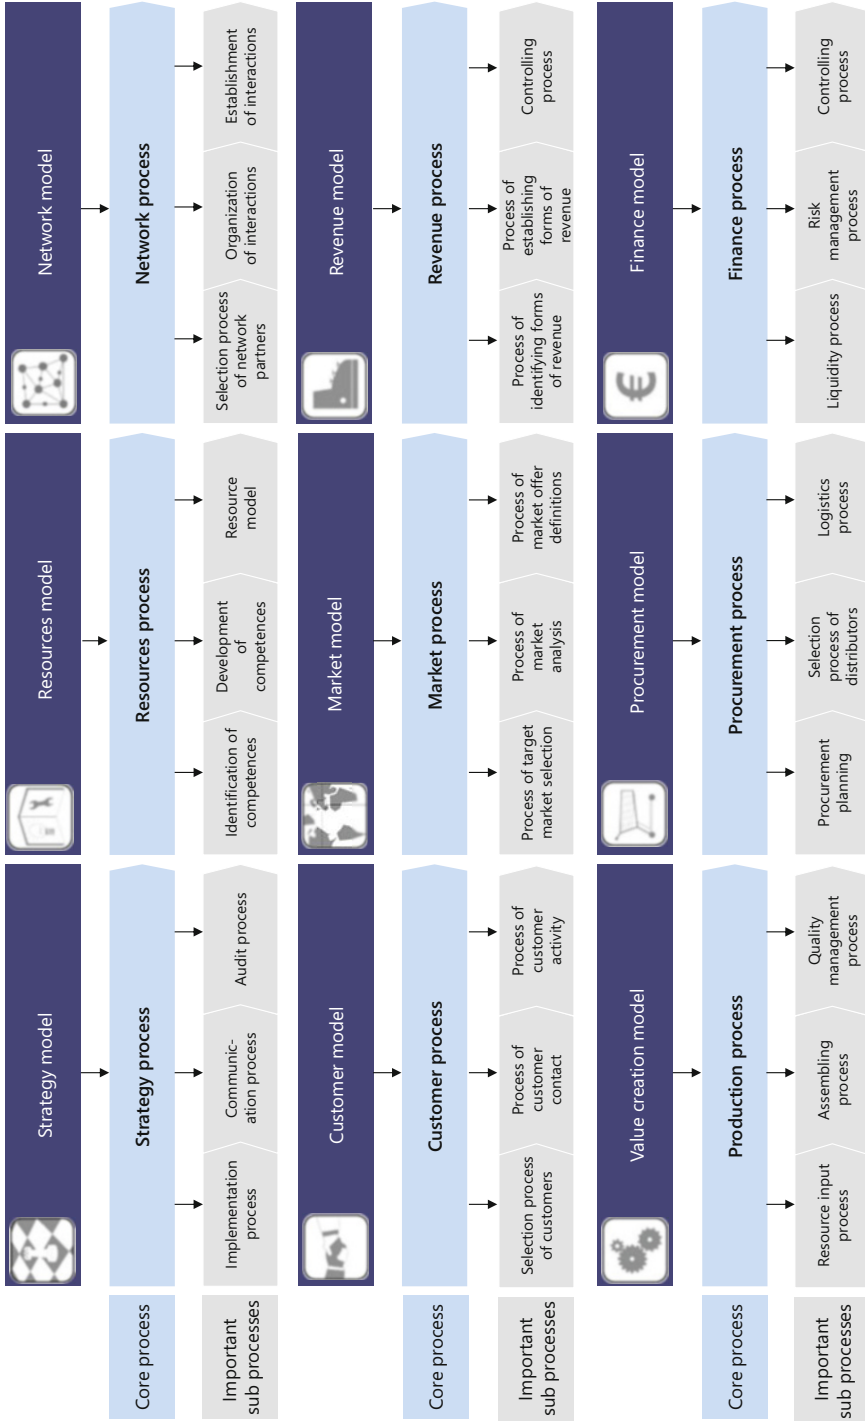 Strategy model
Resources model
Network model
Core process
Strategy process
Resources process
Network process
Important
sub processes
Implementation
process
Communic-
ation process
Audit process
Identification of
competences
Development
of
competences
Resource
model
Selection process
of network
partners
Organization
of interactions
Establishment
of interactions
Customer model
Market model
Revenue model
Core process
Customer process
Market process
Revenue process
Important
sub processes
Selection process
of customers
Process of
customer
contact
Process of
customer
activity
Process of target
market selection
Process of
market
analysis
Process of
market offer
definitions
Process of
identifying forms
of revenue
Process of
establishing
forms of
revenue
Controlling
process
Value creation model
Procurement model
Finance model
€
Core process
Production process
Procurement process
Finance process
Important
sub processes
Resource input
process
Assembling
process
Quality
management
process
Procurement
planning
Selection
process of
distributors
Logistics
process
Liquidity process
Risk
management
process
Controlling
process